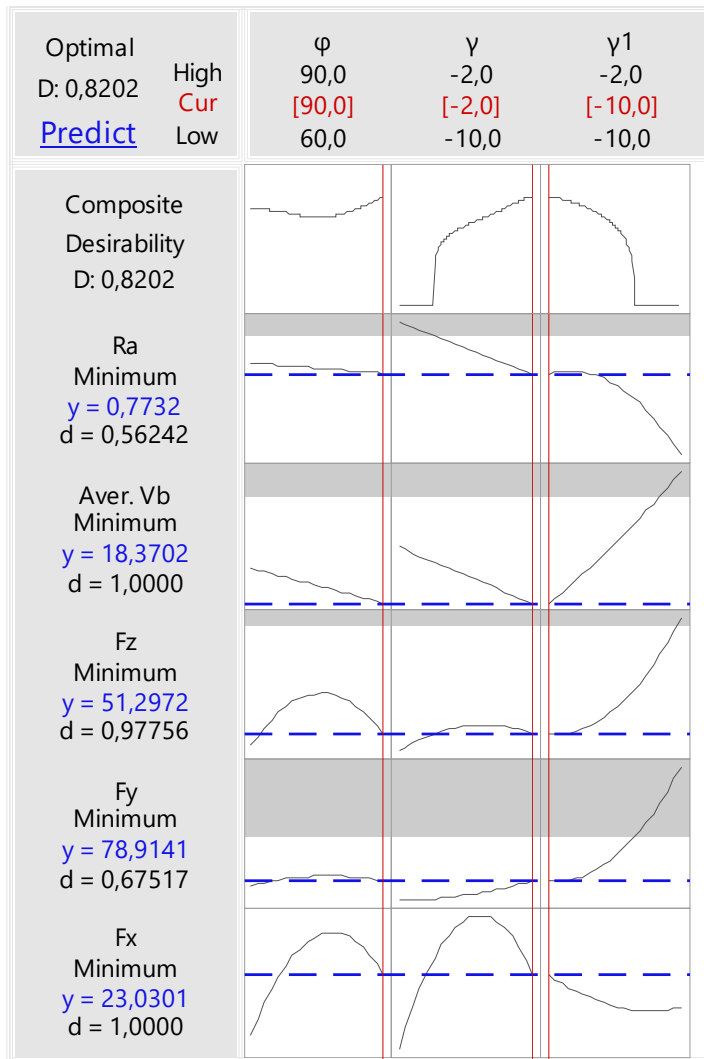 Optimal
D: 0,8202
Predict
High
Cur
Low
φ
90,0
[90,0]
60,0
γ
-2,0
[-2,0]
-10,0
γ1
-2,0
[-10,0]
-10,0
Composite
Desirability
D: 0,8202
Ra
Minimum
y = 0,7732
d = 0,56242
Aver. Vb
Minimum
y = 18,3702
d = 1,0000
Fz
Minimum
y = 51,2972
d = 0,97756
Fy
Minimum
y = 78,9141
d = 0,67517
Fx
Minimum
y = 23,0301
d = 1,0000